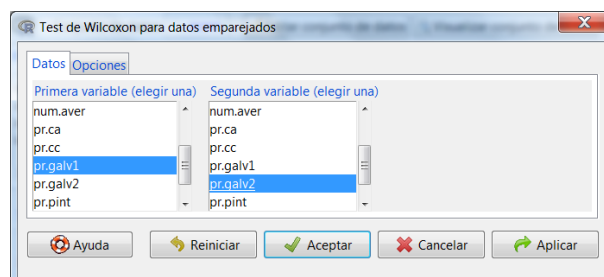 Test de Wilcoxon para datos emparejados
Datos Opciones
Primera variable (elegir una) Segunda variable (elegir una)
num.aver num.aver
pr.ca pr.ca
pr.cc pr.cc
pr.galv1 pr.galv1
pr.galv2 pr.galv2
pr.pint pr.pint
Ayuda Reiniciar Aceptar Cancelar Aplicar